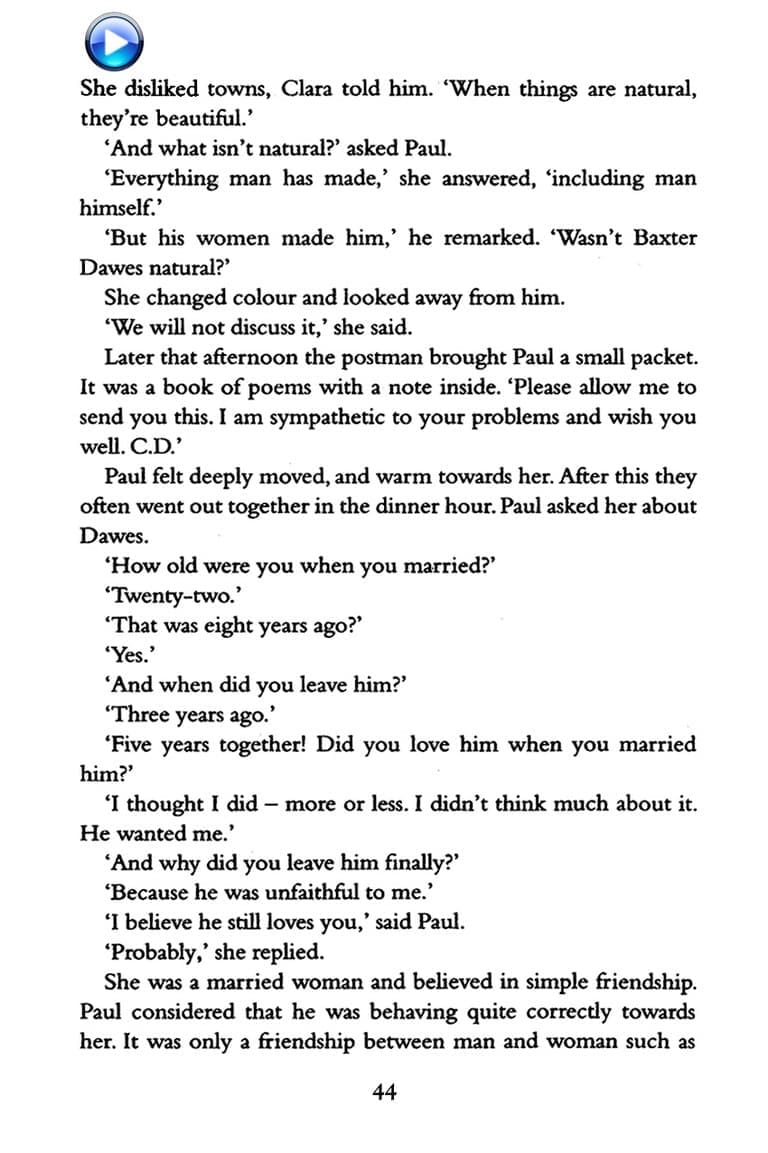 She disliked towns, Clara told him. ‘When things are natural,
they’re beautiful.’
‘And what isn’t natural?’ asked Paul.
‘Everything man has made,’ she answered, ‘including man
himself.’
‘But his women made him,’ he remarked. ‘Wasn’t Baxter
Dawes natural?’
She changed colour and looked away from him.
‘We will not discuss it,’ she said.
Later that afternoon the postman brought Paul a small packet.
It was a book of poems with a note inside. ‘Please allow me to
send you this. I am sympathetic to your problems and wish you
well. C.D.’
Paul felt deeply moved, and warm towards her. After this they
often went out together in the dinner hour. Paul asked her about
Dawes.
‘How old were you when you married?’
‘Twenty-two.’
‘That was eight years ago?’
‘Yes.’
‘And when did you leave him?’
‘Three years ago.’
‘Five years together! Did you love him when you married
him?’
‘I thought I did – more or less. I didn’t think much about it.
He wanted me.’
‘And why did you leave him finally?’
‘Because he was unfaithful to me.’
‘I believe he still loves you,’ said Paul.
‘Probably,’ she replied.
She was a married woman and believed in simple friendship.
Paul considered that he was behaving quite correctly towards
her. It was only a friendship between man and woman such as
44